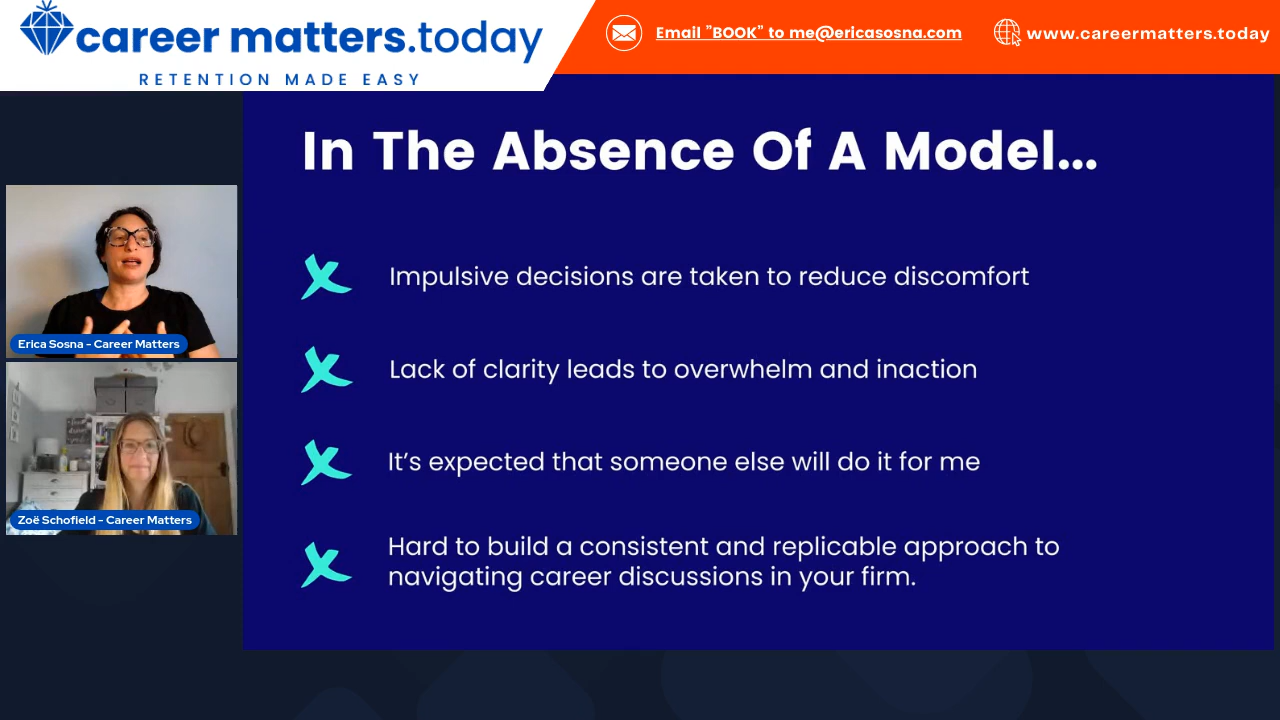 career matters.today
RETENTION MADE EASY
Email "BOOK" to me@ericasosna.com
www.careermatters.today
In The Absence Of A Model...
Impulsive decisions are taken to reduce discomfort
Lack of clarity leads to overwhelm and inaction
It's expected that someone else will do it for me
Hard to build a consistent and replicable approach to
navigating career discussions in your firm.
Erica Sosna - Career Matters
Zoë Schofield - Career Matters